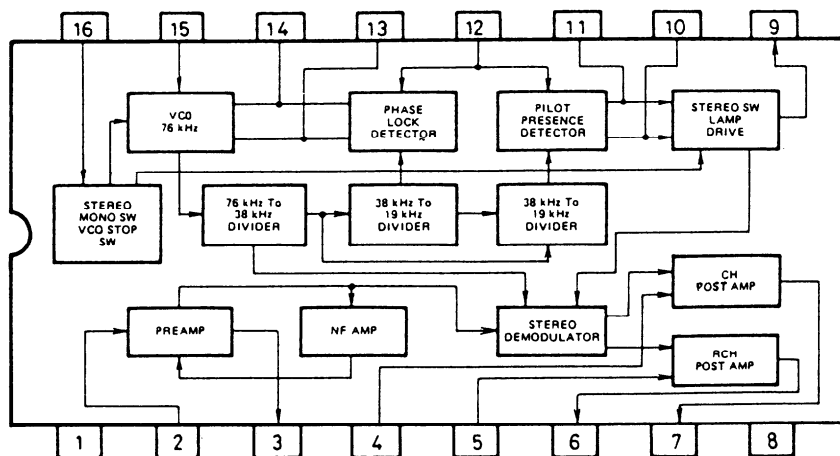 16 15 14 13 12 11 10 9
VCO
76 kHz
PHASE
LOCK
DETECTOR
PILOT
PRESENCE
DETECTOR
STEREO SW
LAMP
DRIVE
STEREO
MONO SW
VCO STOP
SW
76 kHz To
38 kHz
DIVIDER
38 kHz To
19 kHz
DIVIDER
38 kHz To
19 kHz
DIVIDER
PREAMP
NF AMP
STEREO
DEMODULATOR
CH
POST AMP
RCH
POST AMP
1 2 3 4 5 6 7 8